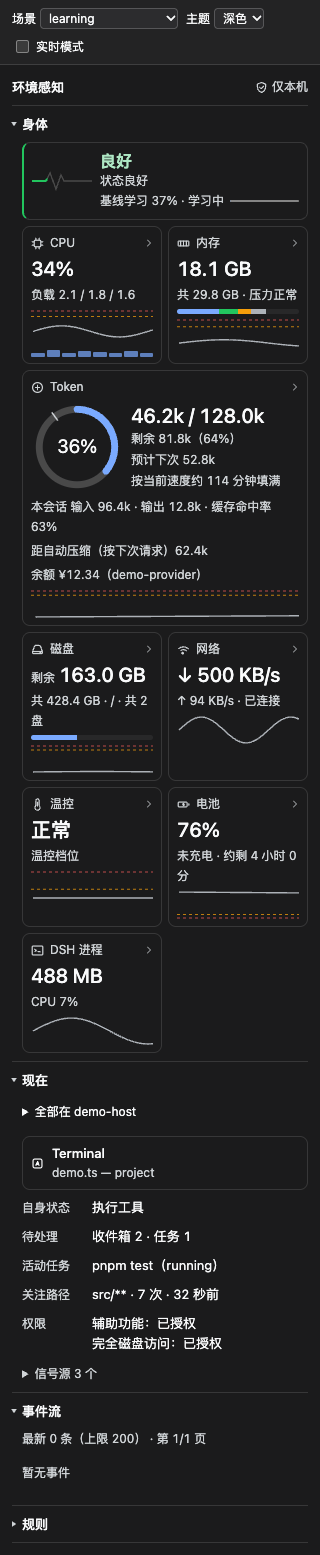 场景 learning 主题 深色
实时模式
环境感知 仅本机
身体
良好
状态良好
基线学习 37% · 学习中
CPU
34%
负载 2.1 / 1.8 / 1.6
内存
18.1 GB
共 29.8 GB · 压力正常
Token
36%
46.2k / 128.0k
剩余 81.8k（64%）
预计下次 52.8k
按当前速度约 114 分钟填满
本会话 输入 96.4k · 输出 12.8k · 缓存命中率
63%
距自动压缩（按下次请求）62.4k
余额 ¥12.34（demo-provider）
磁盘
剩余 163.0 GB
共 428.4 GB · / · 共 2
盘
网络
↓ 500 KB/s
↑ 94 KB/s · 已连接
温控
正常
温控档位
电池
76%
未充电 · 约剩 4 小时 0
分
DSH 进程
488 MB
CPU 7%
现在
全部在 demo-host
Terminal
demo.ts — project
自身状态 执行工具
待处理 收件箱 2 · 任务 1
活动任务 pnpm test（running）
关注路径 src/** · 7 次 · 32 秒前
权限 辅助功能：已授权
完全磁盘访问：已授权
信号源 3 个
事件流
最新 0 条（上限 200） · 第 1/1 页
暂无事件
规则